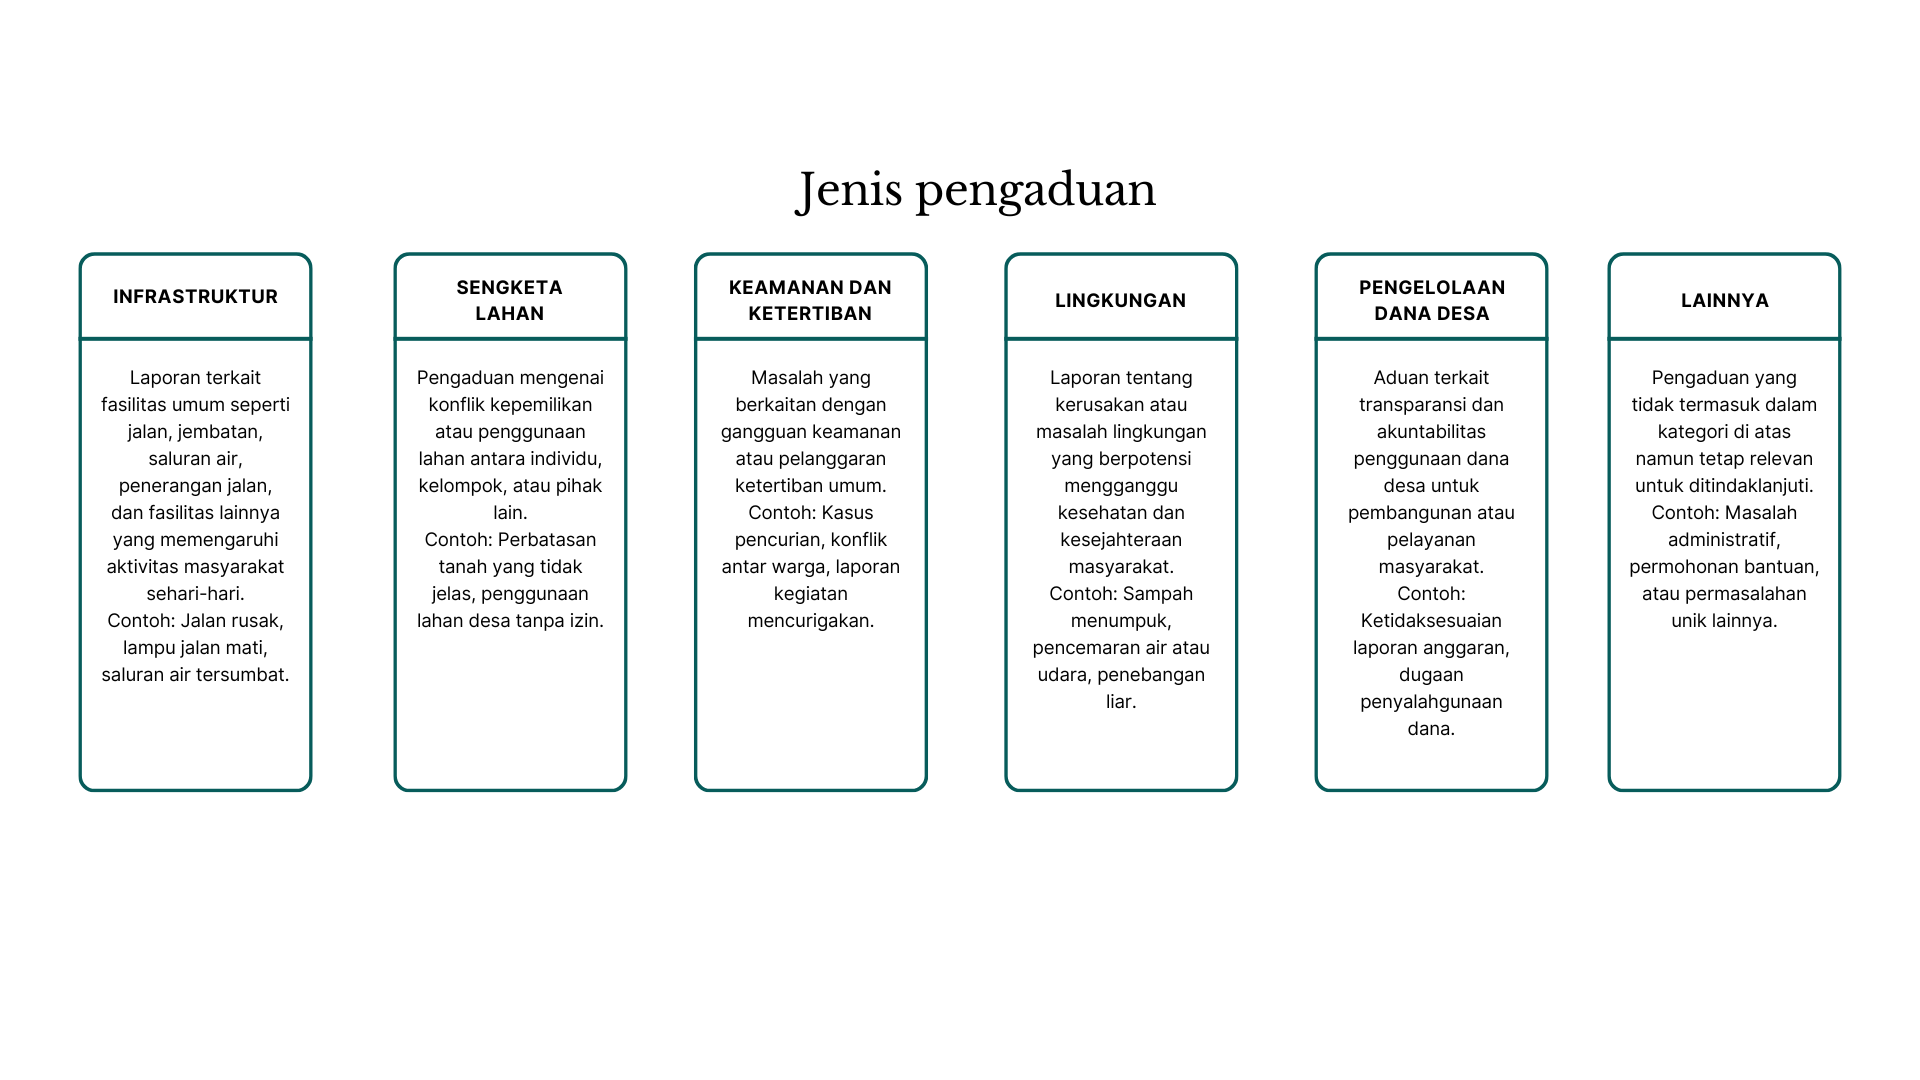 Jenis pengaduan
INFRASTRUKTUR
Laporan terkait
fasilitas umum seperti
jalan, jembatan,
saluran air,
penerangan jalan,
dan fasilitas lainnya
yang memengaruhi
aktivitas masyarakat
sehari-hari.
Contoh: Jalan rusak,
lampu jalan mati,
saluran air tersumbat.
SENGKETA
LAHAN
Pengaduan mengenai
konflik kepemilikan
atau penggunaan
lahan antara individu,
kelompok, atau pihak
lain.
Contoh: Perbatasan
tanah yang tidak
jelas, penggunaan
lahan desa tanpa izin.
KEAMANAN DAN
KETERTIBAN
Masalah yang
berkaitan dengan
gangguan keamanan
atau pelanggaran
ketertiban umum.
Contoh: Kasus
pencurian, konflik
antar warga, laporan
kegiatan
mencurigakan.
LINGKUNGAN
Laporan tentang
kerusakan atau
masalah lingkungan
yang berpotensi
mengganggu
kesehatan dan
kesejahteraan
masyarakat.
Contoh: Sampah
menumpuk,
pencemaran air atau
udara, penebangan
liar.
PENGELOLAAN
DANA DESA
Aduan terkait
transparansi dan
akuntabilitas
penggunaan dana
desa untuk
pembangunan atau
pelayanan
masyarakat.
Contoh:
Ketidaksesuaian
laporan anggaran,
dugaan
penyalahgunaan
dana.
LAINNYA
Pengaduan yang
tidak termasuk dalam
kategori di atas
namun tetap relevan
untuk ditindaklanjuti.
Contoh: Masalah
administratif,
permohonan bantuan,
atau permasalahan
unik lainnya.